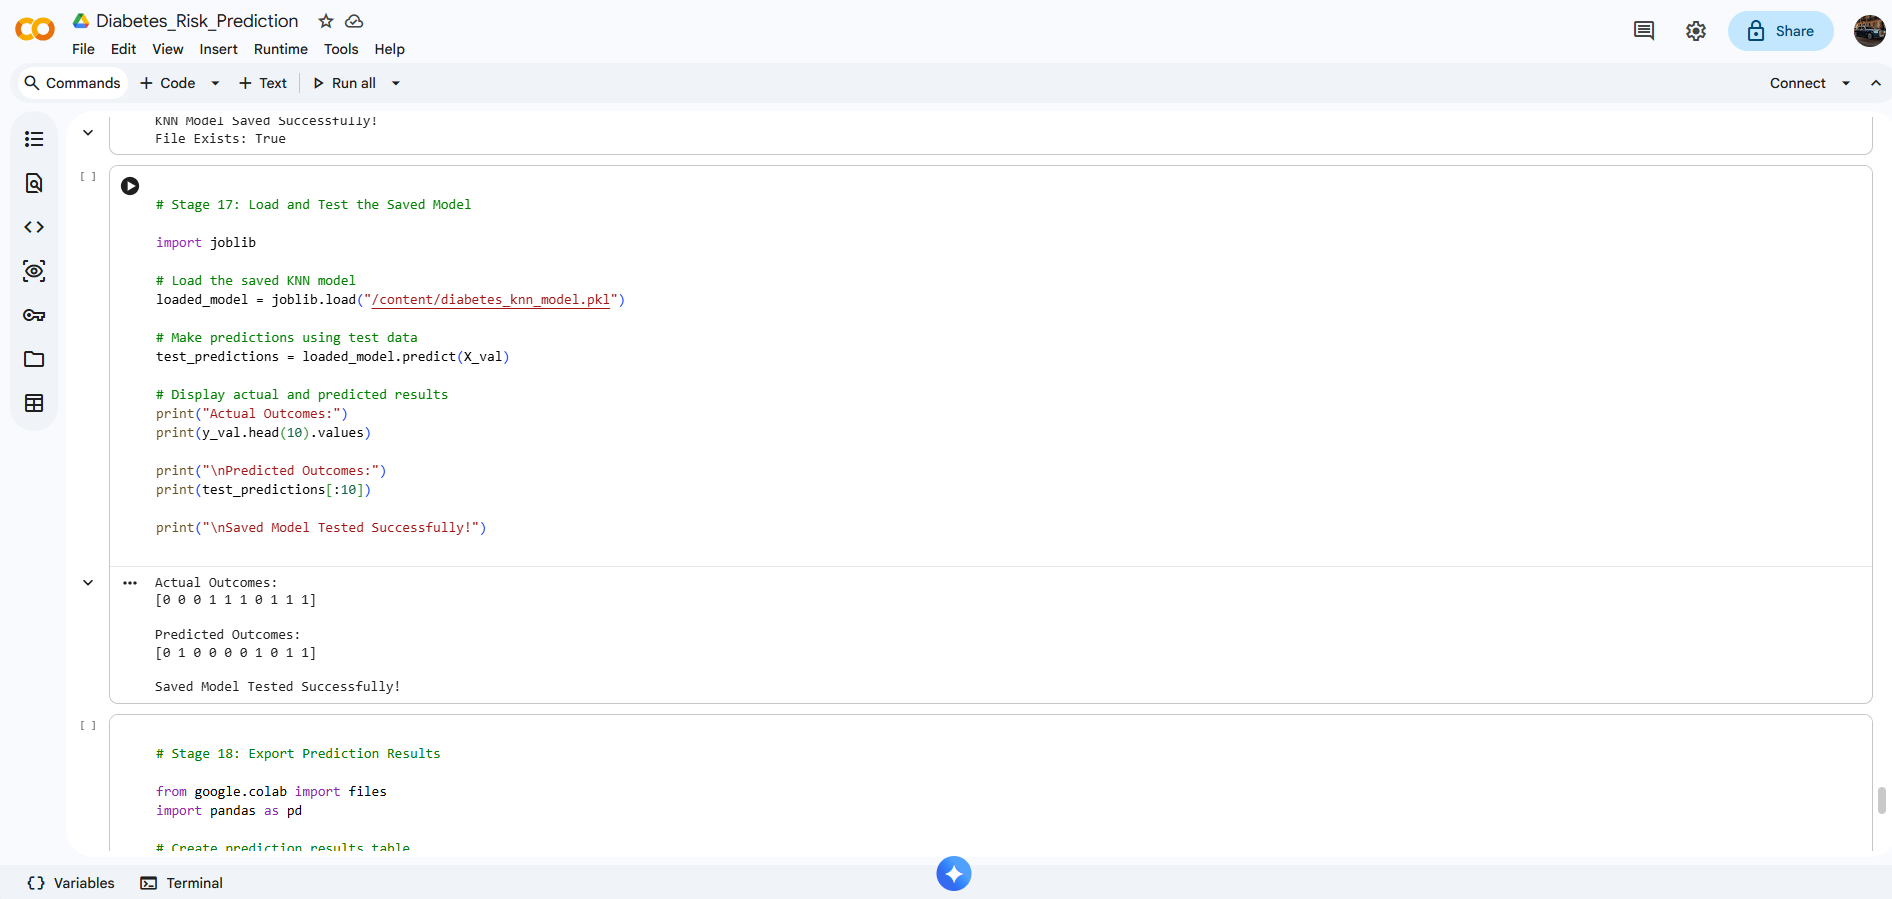 Diabetes_Risk_Prediction
File Edit View Insert Runtime Tools Help
Share
Commands + Code + Text Run all
Connect
KNN Model Saved Successfully!
File Exists: True
[ ]
# Stage 17: Load and Test the Saved Model
import joblib
# Load the saved KNN model
loaded_model = joblib.load("/content/diabetes_knn_model.pkl")
# Make predictions using test data
test_predictions = loaded_model.predict(X_val)
# Display actual and predicted results
print("Actual Outcomes:")
print(y_val.head(10).values)
print("\nPredicted Outcomes:")
print(test_predictions[:10])
print("\nSaved Model Tested Successfully!")
Actual Outcomes:
[0 0 0 1 1 1 0 1 1 1]
Predicted Outcomes:
[0 1 0 0 0 0 1 0 1 1]
Saved Model Tested Successfully!
[ ]
# Stage 18: Export Prediction Results
from google.colab import files
import pandas as pd
# Create prediction results table
Variables Terminal